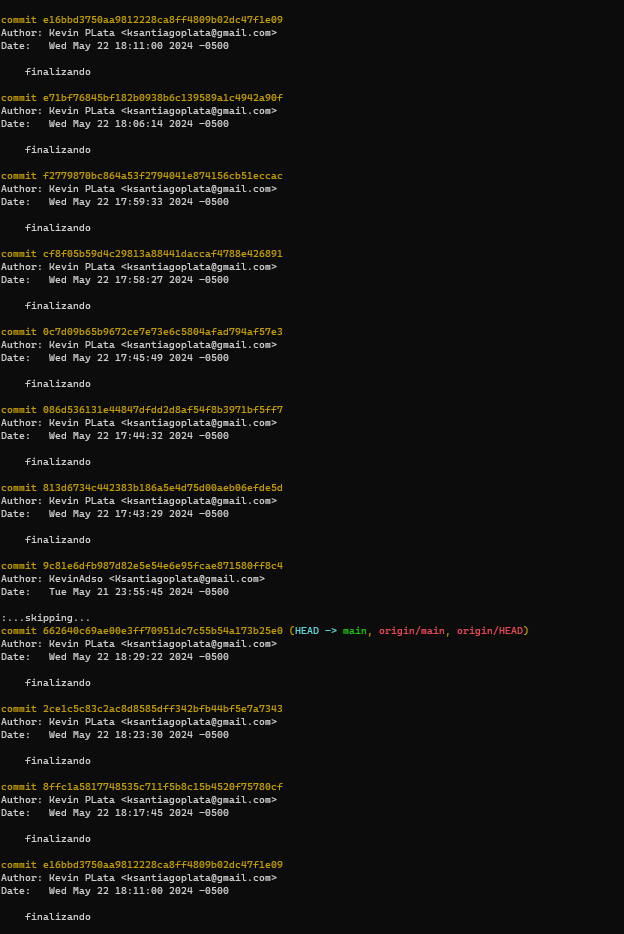 commit e16bbd3750aa9812228ca8ff4809b02dc47f1e09
Author: Kevin PLata <ksantiagoplata@gmail.com>
Date:   Wed May 22 18:11:00 2024 -0500
finalizando
commit e71bf76845bf182b0938b6c139589a1c4942a90f
Author: Kevin PLata <ksantiagoplata@gmail.com>
Date:   Wed May 22 18:06:14 2024 -0500
finalizando
commit f2779870bc864a53f2794041e874156cb51eccac
Author: Kevin PLata <ksantiagoplata@gmail.com>
Date:   Wed May 22 17:59:33 2024 -0500
finalizando
commit cf8f05b59d4c29813a88441daccaf4788e426891
Author: Kevin PLata <ksantiagoplata@gmail.com>
Date:   Wed May 22 17:58:27 2024 -0500
finalizando
commit 0c7d09b65b9672ce7e73e6c5804afad794af57e3
Author: Kevin PLata <ksantiagoplata@gmail.com>
Date:   Wed May 22 17:45:49 2024 -0500
finalizando
commit 086d536131e44847dfdd2d8af54f8b3971bf5ff7
Author: Kevin PLata <ksantiagoplata@gmail.com>
Date:   Wed May 22 17:44:32 2024 -0500
finalizando
commit 813d6734c442383b186a5e4d75d00aeb06efde5d
Author: Kevin PLata <ksantiagoplata@gmail.com>
Date:   Wed May 22 17:43:29 2024 -0500
finalizando
commit 9c81e6dfb987d82e5e54e6e95fcae871580ff8c4
Author: KevinAdso <Ksantiagoplata@gmail.com>
Date:   Tue May 21 23:55:45 2024 -0500
:...skipping...
commit 662640c69ae00e3ff70951dc7c55b54a173b25e0 (HEAD -> main, origin/main, origin/HEAD)
Author: Kevin PLata <ksantiagoplata@gmail.com>
Date:   Wed May 22 18:29:22 2024 -0500
finalizando
commit 2ce1c5c83c2ac8d8585dff342bfb44bf5e7a7343
Author: Kevin PLata <ksantiagoplata@gmail.com>
Date:   Wed May 22 18:23:30 2024 -0500
finalizando
commit 8ffc1a5817748535c711f5b8c15b4520f75780cf
Author: Kevin PLata <ksantiagoplata@gmail.com>
Date:   Wed May 22 18:17:45 2024 -0500
finalizando
commit e16bbd3750aa9812228ca8ff4809b02dc47f1e09
Author: Kevin PLata <ksantiagoplata@gmail.com>
Date:   Wed May 22 18:11:00 2024 -0500
finalizando